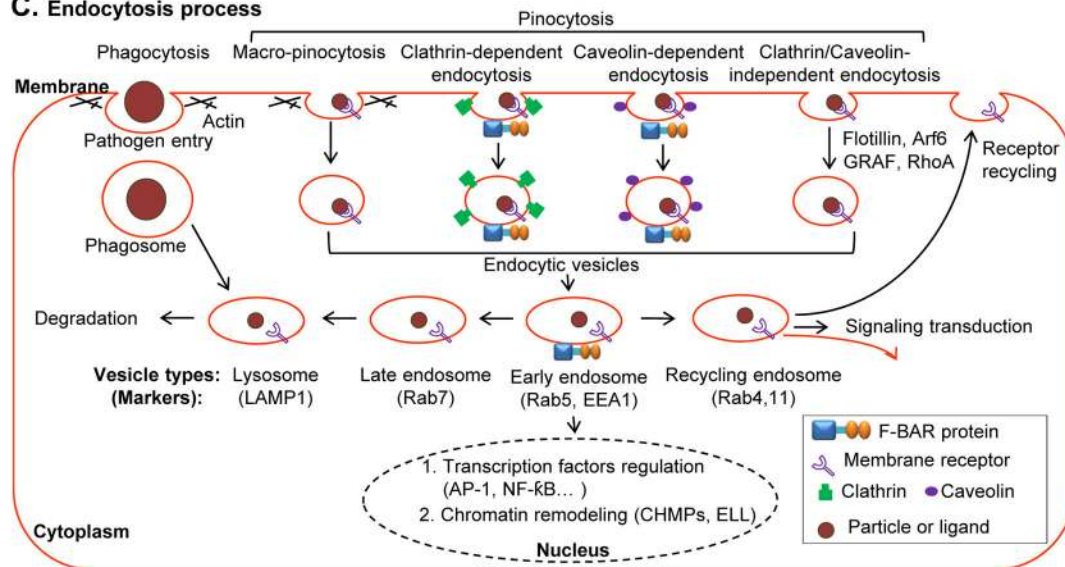 C. Endocytosis process
Pinocytosis
Phagocytosis
Macro-pinocytosis
Clathrin-dependent
endocytosis
Caveolin-dependent
endocytosis
Clathrin/Caveolin-
independent endocytosis
Membrane
Actin
Pathogen entry
Flotillin, Arf6
GRAF, RhoA
Receptor
recycling
Phagosome
Endocytic vesicles
Degradation
Signaling transduction
Vesicle types:
(Markers):
Lysosome
(LAMP1)
Late endosome
(Rab7)
Early endosome
(Rab5, EEA1)
Recycling endosome
(Rab4,11)
1. Transcription factors regulation
(AP-1, NF-ƙB... )
2. Chromatin remodeling (CHMPs, ELL)
Nucleus
Cytoplasm
F-BAR protein
Membrane receptor
Clathrin
Caveolin
Particle or ligand